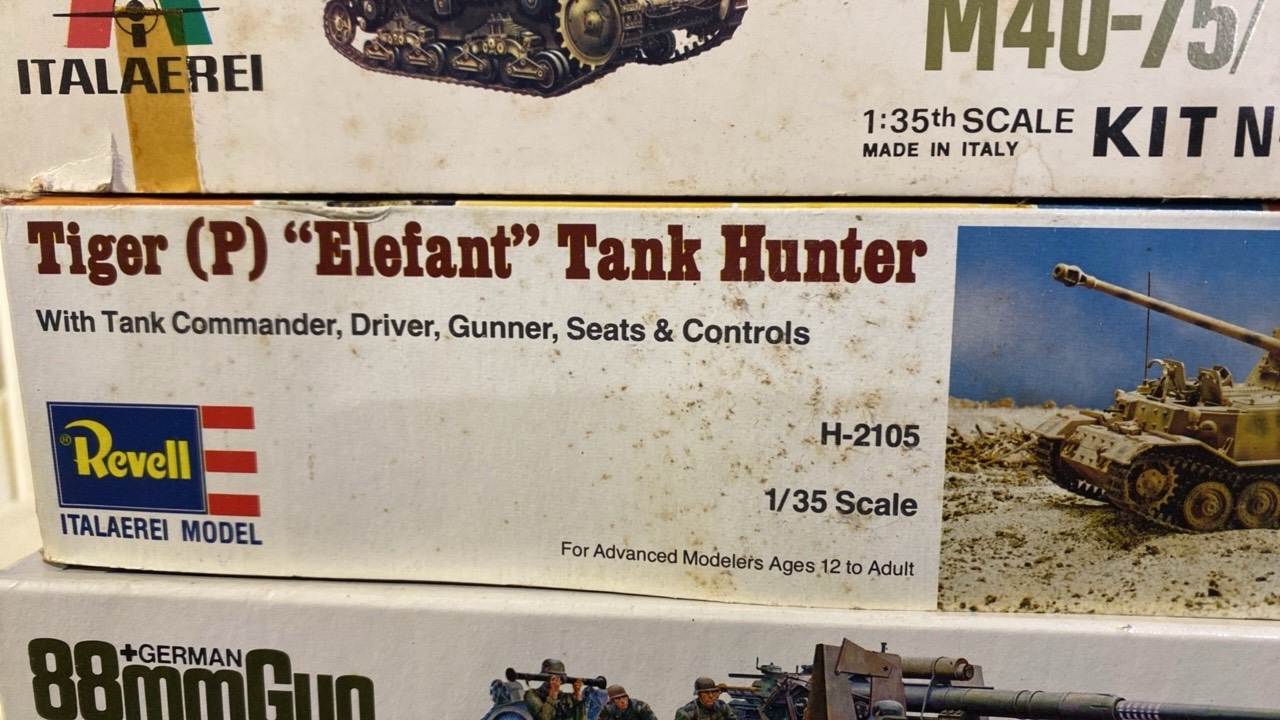 ITALAEREI
M40-75/
1:35th SCALE
MADE IN ITALY
KIT
Tiger (P) “Elefant” Tank Hunter
With Tank Commander, Driver, Gunner, Seats & Controls
® Revell
ITALAEREI MODEL
H-2105
1/35 Scale
For Advanced Modelers Ages 12 to Adult
+GERMAN
88mmGun